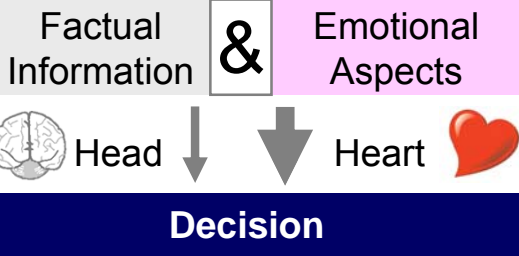 Factual
Information
&
Emotional
Aspects
Head
Heart
Decision